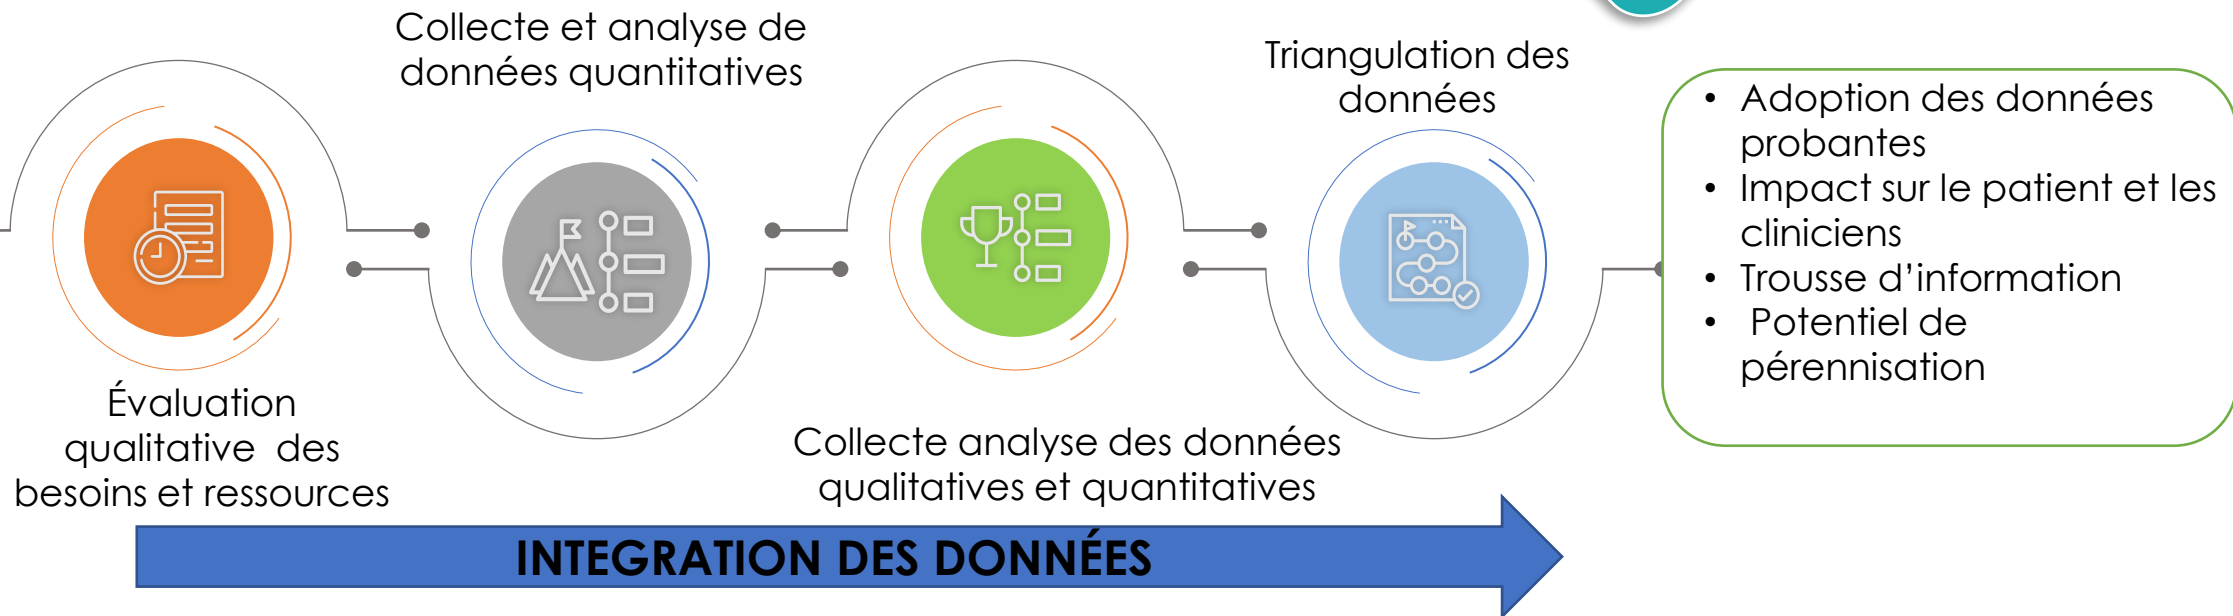 Collecte et analyse de
données quantitatives
Triangulation des
données
• Adoption des données
probantes
• Impact sur le patient et les
cliniciens
• Trousse d’information
• Potentiel de
pérennisation
Évaluation
qualitative des
besoins et ressources
Collecte analyse des données
qualitatives et quantitatives
INTEGRATION DES DONNÉES